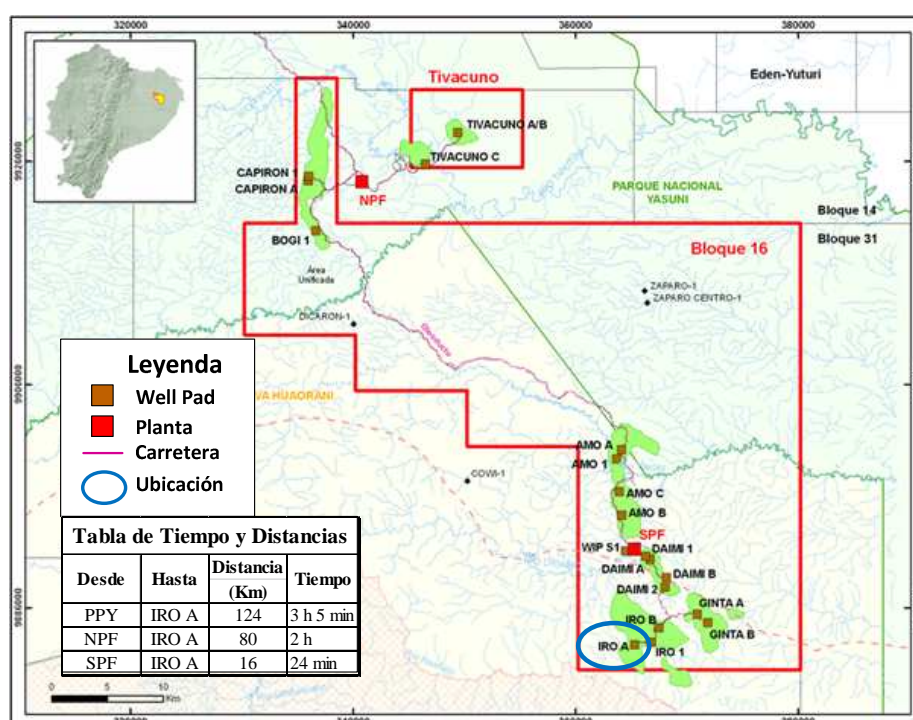 320000
340000
360000
380000
Eden-Yuturi
Tivacuno
TIVACUNO A/B
9920000
TIVACUNO C
CAPIRON 1
CAPIRON A
NPF
PARQUE NACIONAL
YASUNI
Bloque 14
BOGI 1
Bloque 31
Bloque 16
Área
Unificada
ZAPARO-1
ZAPARO CENTRO-1
DICARON-1
Leyenda
Well Pad
Planta
Carretera
Ubicación
HUAORANI
AMO A
AMO 1
COWI-1
AMO C
AMO B
SPF
WIP S1
DAIMI 1
DAIMI A
DAIMI B
DAIMI 2
GINTA A
IRO B
GINTA B
IRO A
IRO 1
Tabla de Tiempo y Distancias
Desde Hasta Distancia (Km) Tiempo
PPY IRO A 124 3 h 5 min
NPF IRO A 80 2 h
SPF IRO A 16 24 min
0 5 10
Km